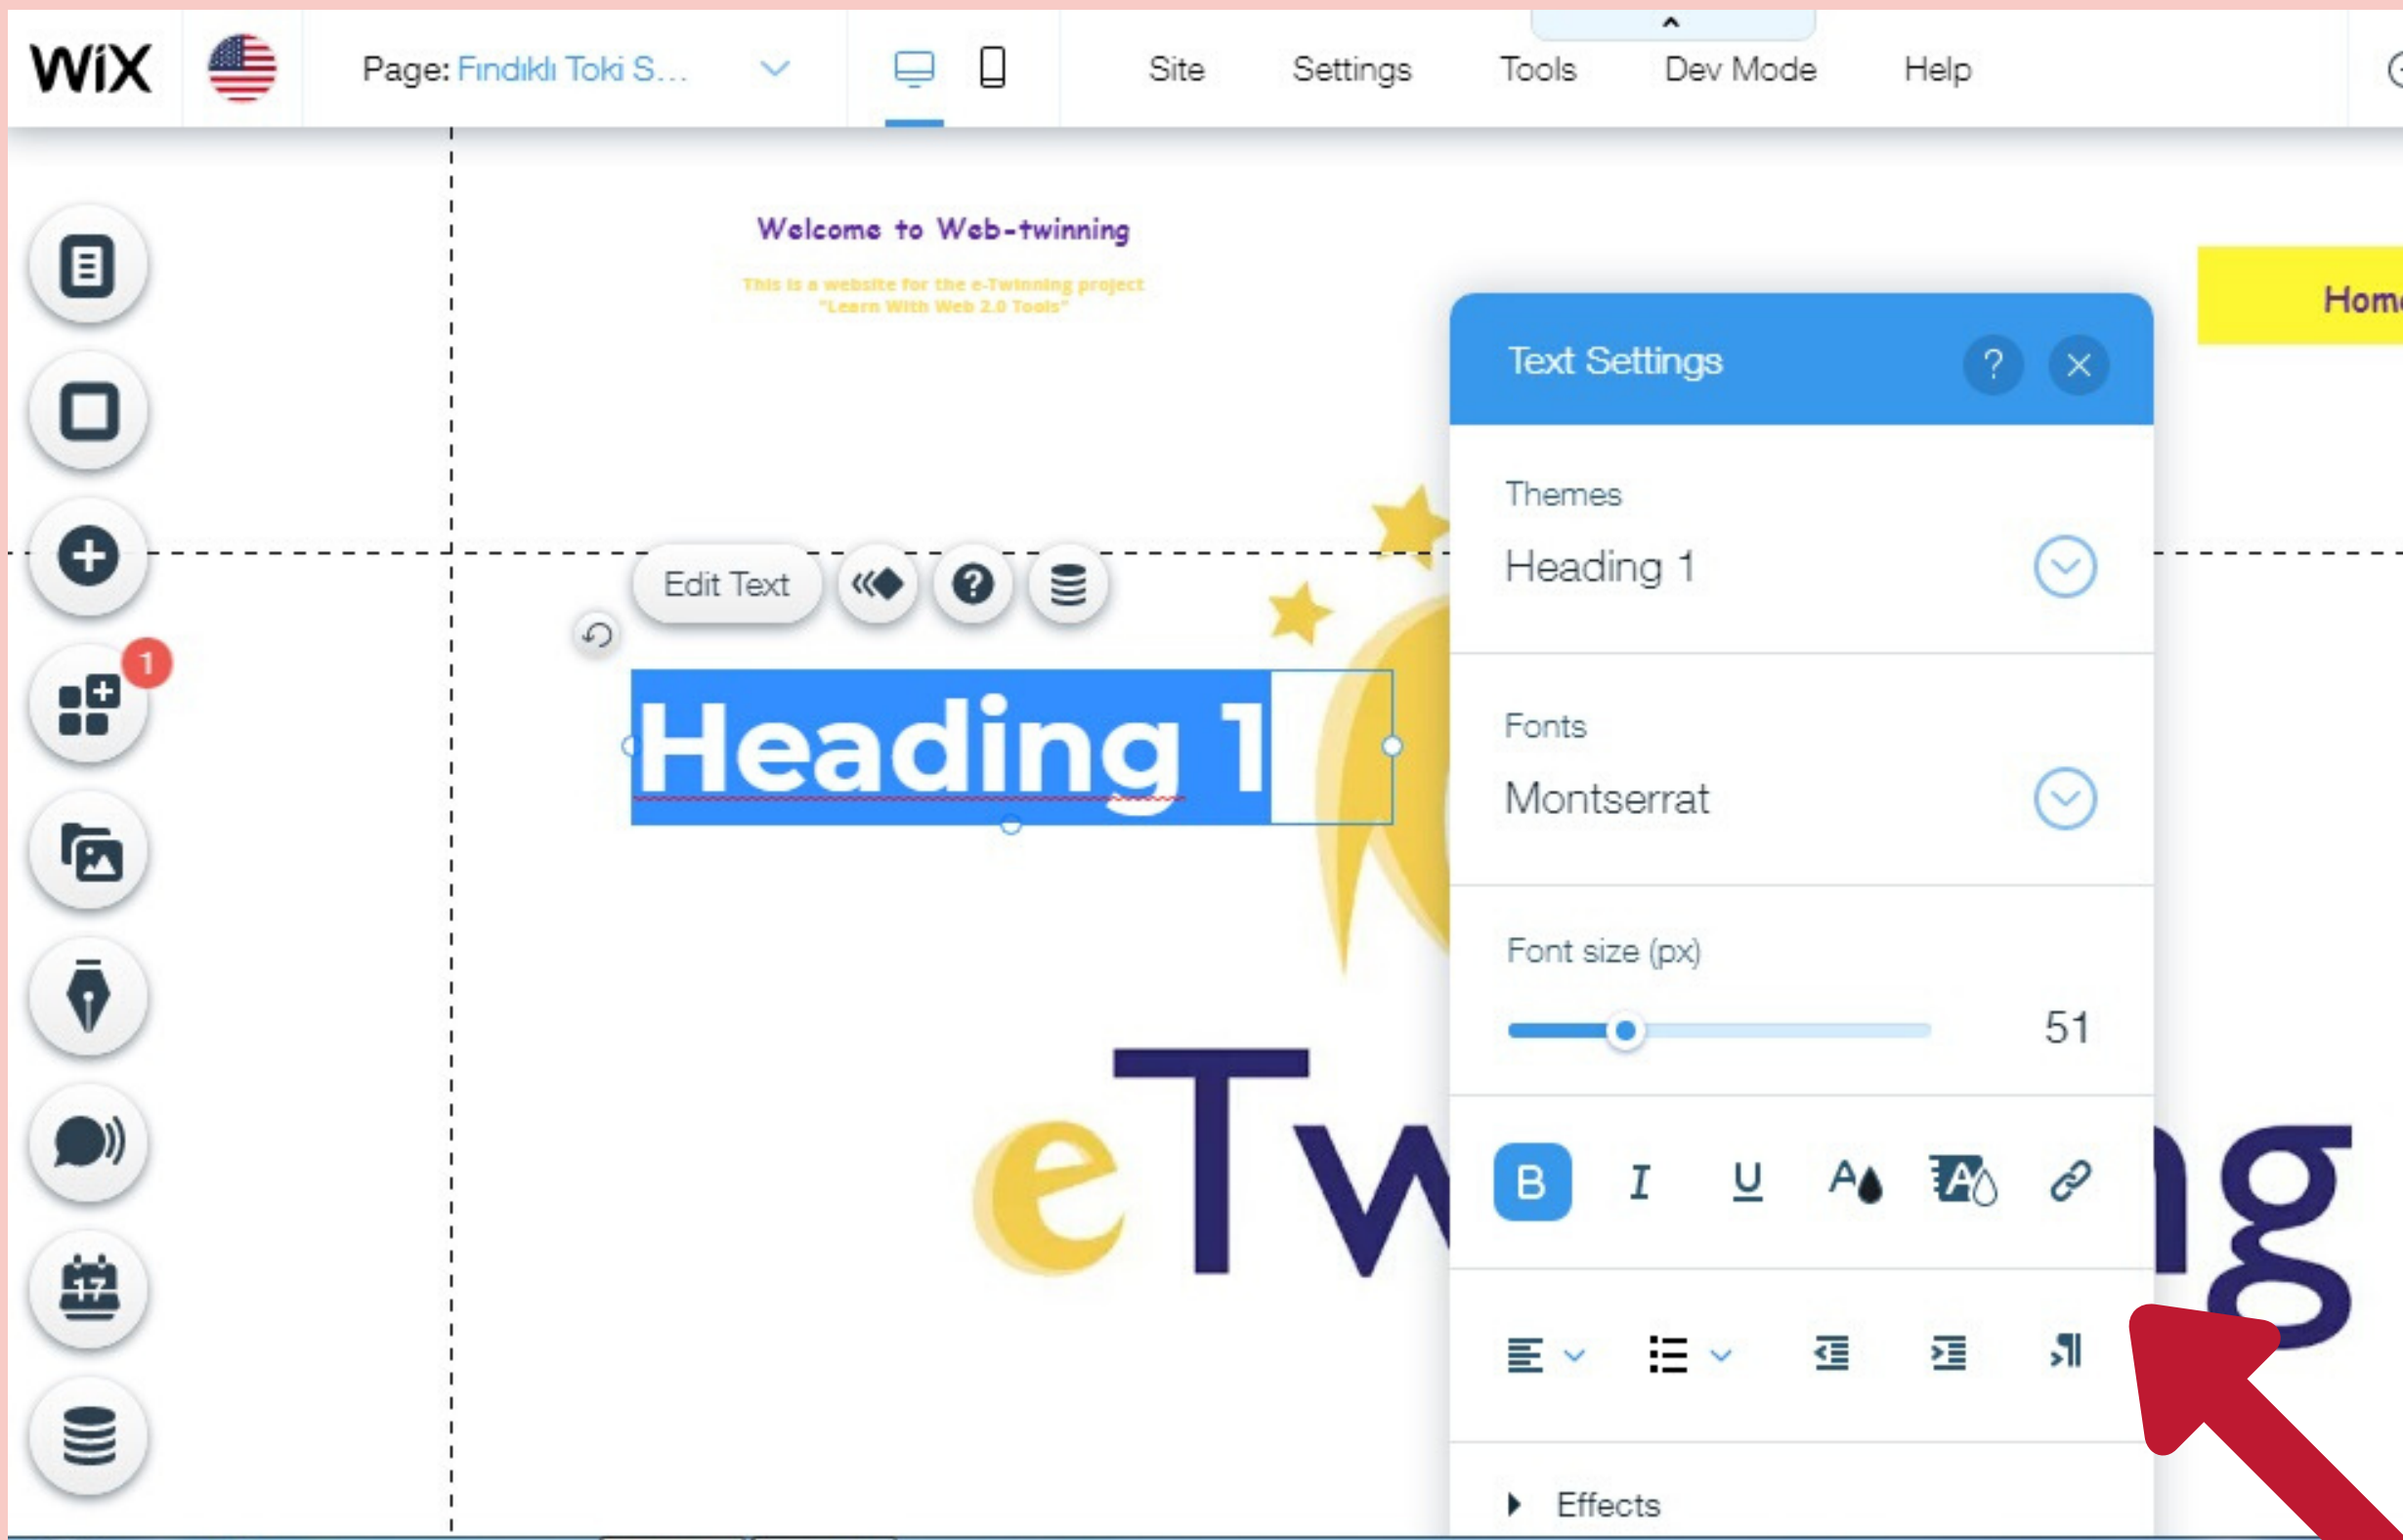 WiX
Page: Fındıklı Toki S...
Site
Settings
Tools
Dev Mode
Help
Welcome to Web-twinning
This is a website for the e-Twinning project
"Learn With Web 2.0 Tools"
Text Settings
?
Themes
Heading 1
Edit Text
?
1
Heading 1
Fonts
Montserrat
Font size (px)
51
eTw
ng
B I U A A
17
Effects